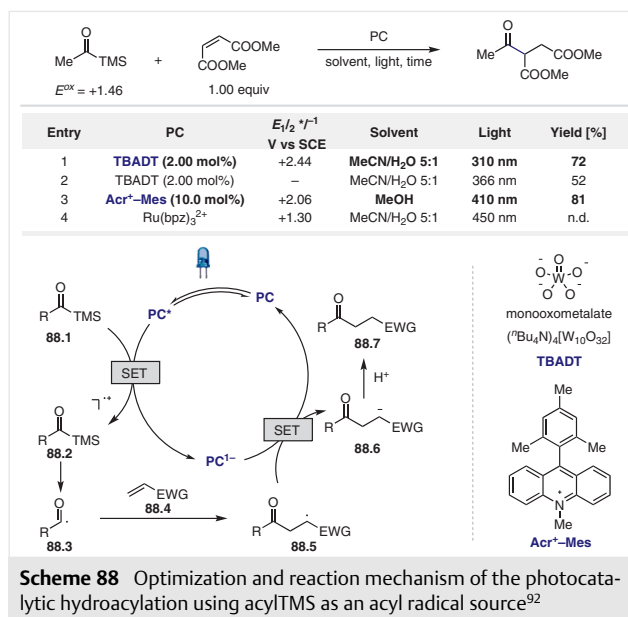 O
Me TMS
+
COOMe
COOMe
PC
solvent, light, time
O
Me
OMe
O
COOMe
E^ox = +1.46
1.00 equiv
Entry PC E1/2 */–1 V vs SCE Solvent Light Yield [%]
1 TBADT (2.00 mol%) +2.44 MeCN/H2O 5:1 310 nm 72
2 TBADT (2.00 mol%) – MeCN/H2O 5:1 366 nm 52
3 Acr+–Mes (10.0 mol%) +2.06 MeOH 410 nm 81
4 Ru(bpz)3 2+ +1.30 MeCN/H2O 5:1 450 nm n.d.
O
R TMS
88.1
PC*
PC
SET
O
R TMS
88.2
•+
PC1–
O
R
88.3
EWG
88.4
O
R EWG
88.5
SET
O
R EWG
–
88.6
H+
O
R EWG
88.7
O
O– W O–
O– O–
monooxometalate
(nBu4N)4[W10O32]
TBADT
Me
Me
Me
N
+
Me
Acr+–Mes
Scheme 88 Optimization and reaction mechanism of the photocata-
lytic hydroacylation using acylTMS as an acyl radical source92